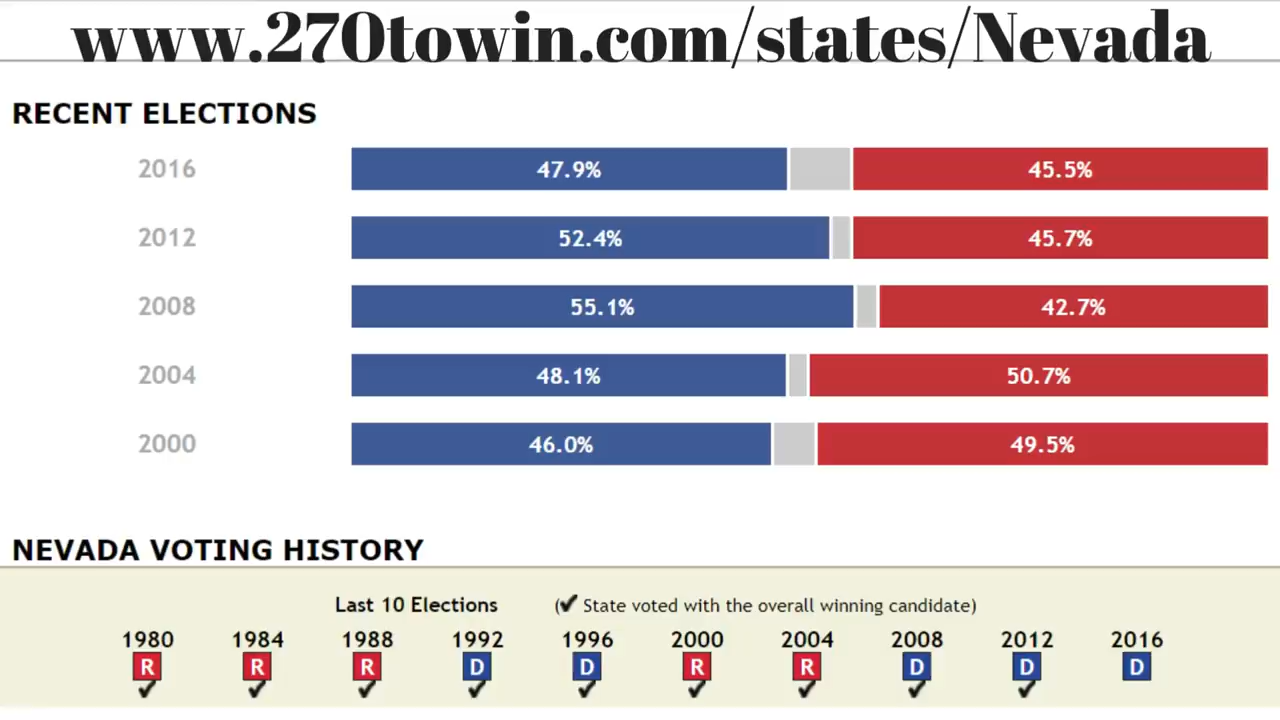 www.270towin.com/states/Nevada
RECENT ELECTIONS
2016 47.9% 45.5%
2012 52.4% 45.7%
2008 55.1% 42.7%
2004 48.1% 50.7%
2000 46.0% 49.5%
NEVADA VOTING HISTORY
Last 10 Elections (✔ State voted with the overall winning candidate)
1980 1984 1988 1992 1996 2000 2004 2008 2012 2016
R R R D D R R D D D
✔ ✔ ✔ ✔ ✔ ✔ ✔ ✔ ✔